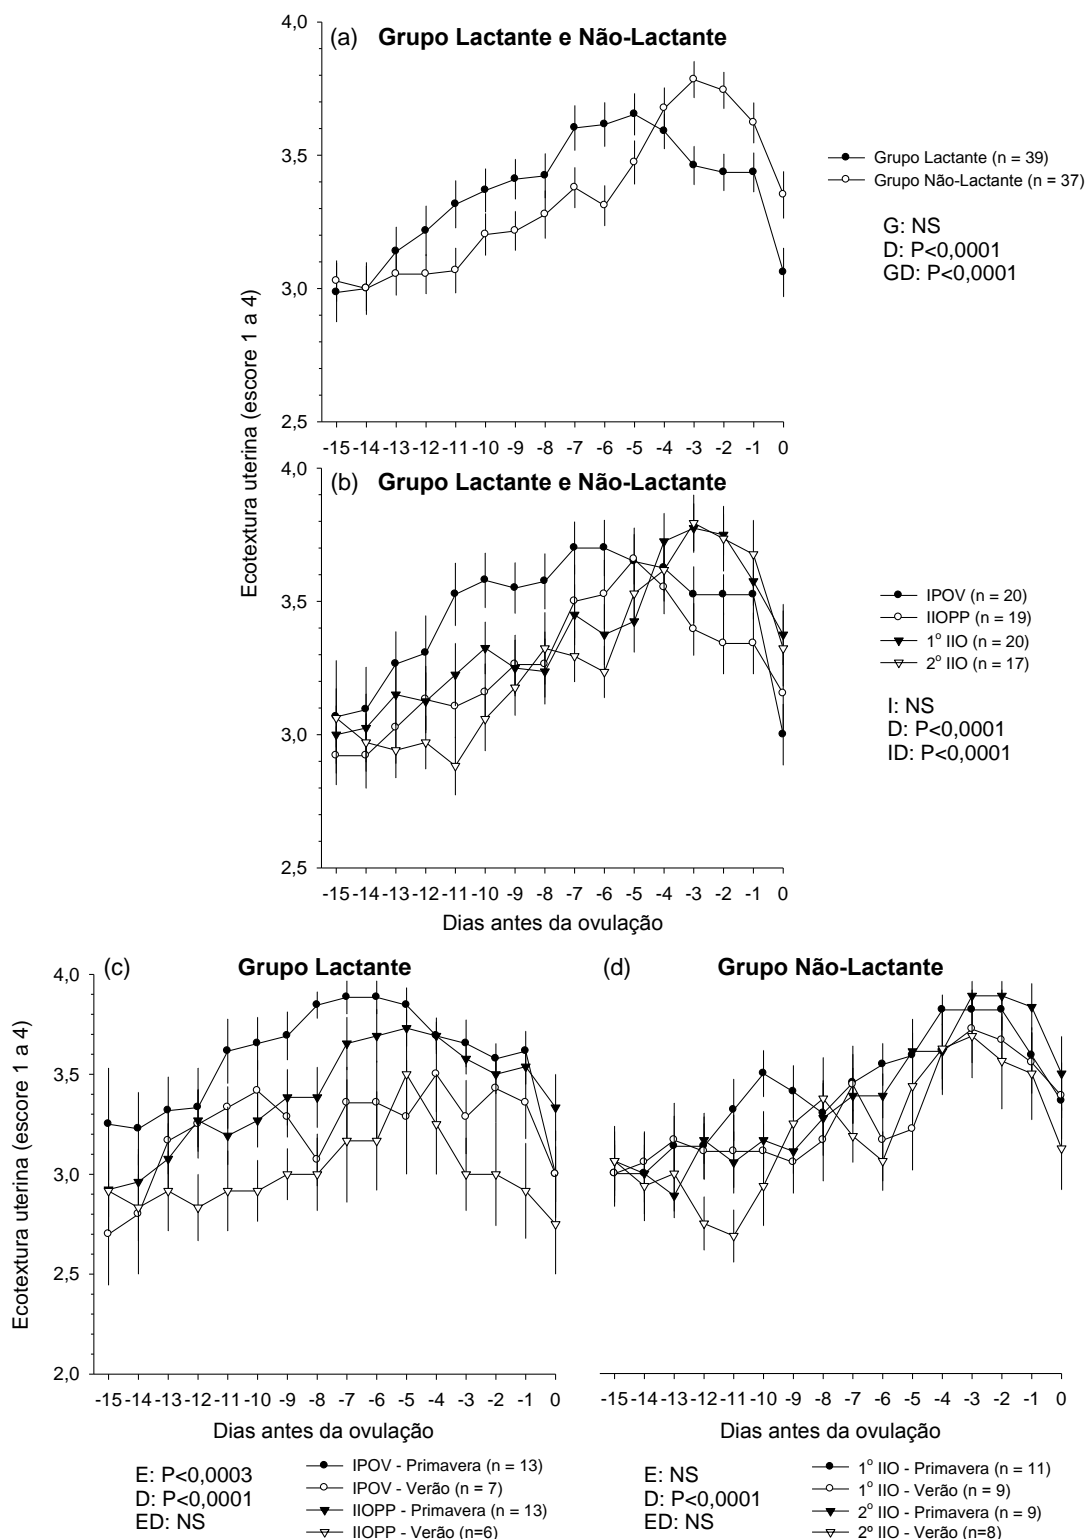 (a) Grupo Lactante e Não-Lactante
Ecotextura uterina (escore 1 a 4)
4,0
3,5
3,0
2,5
-15 -14 -13 -12 -11 -10 -9 -8 -7 -6 -5 -4 -3 -2 -1 0
Grupo Lactante (n = 39)
Grupo Não-Lactante (n = 37)
G: NS
D: P<0,0001
GD: P<0,0001
(b) Grupo Lactante e Não-Lactante
4,0
3,5
3,0
2,5
-15 -14 -13 -12 -11 -10 -9 -8 -7 -6 -5 -4 -3 -2 -1 0
Dias antes da ovulação
IPOV (n = 20)
IIOPP (n = 19)
1° IIO (n = 20)
2° IIO (n = 17)
I: NS
D: P<0,0001
ID: P<0,0001
(c) Grupo Lactante
Ecotextura uterina (escore 1 a 4)
4,0
3,5
3,0
2,5
2,0
-15 -14 -13 -12 -11 -10 -9 -8 -7 -6 -5 -4 -3 -2 -1 0
Dias antes da ovulação
E: P<0,0003
D: P<0,0001
ED: NS
IPOV - Primavera (n = 13)
IPOV - Verão (n = 7)
IIOPP - Primavera (n = 13)
IIOPP - Verão (n=6)
(d) Grupo Não-Lactante
-15 -14 -13 -12 -11 -10 -9 -8 -7 -6 -5 -4 -3 -2 -1 0
Dias antes da ovulação
E: NS
D: P<0,0001
ED: NS
1° IIO - Primavera (n = 11)
1° IIO - Verão (n = 9)
2° IIO - Primavera (n = 9)
2º IIO - Verão (n=8)